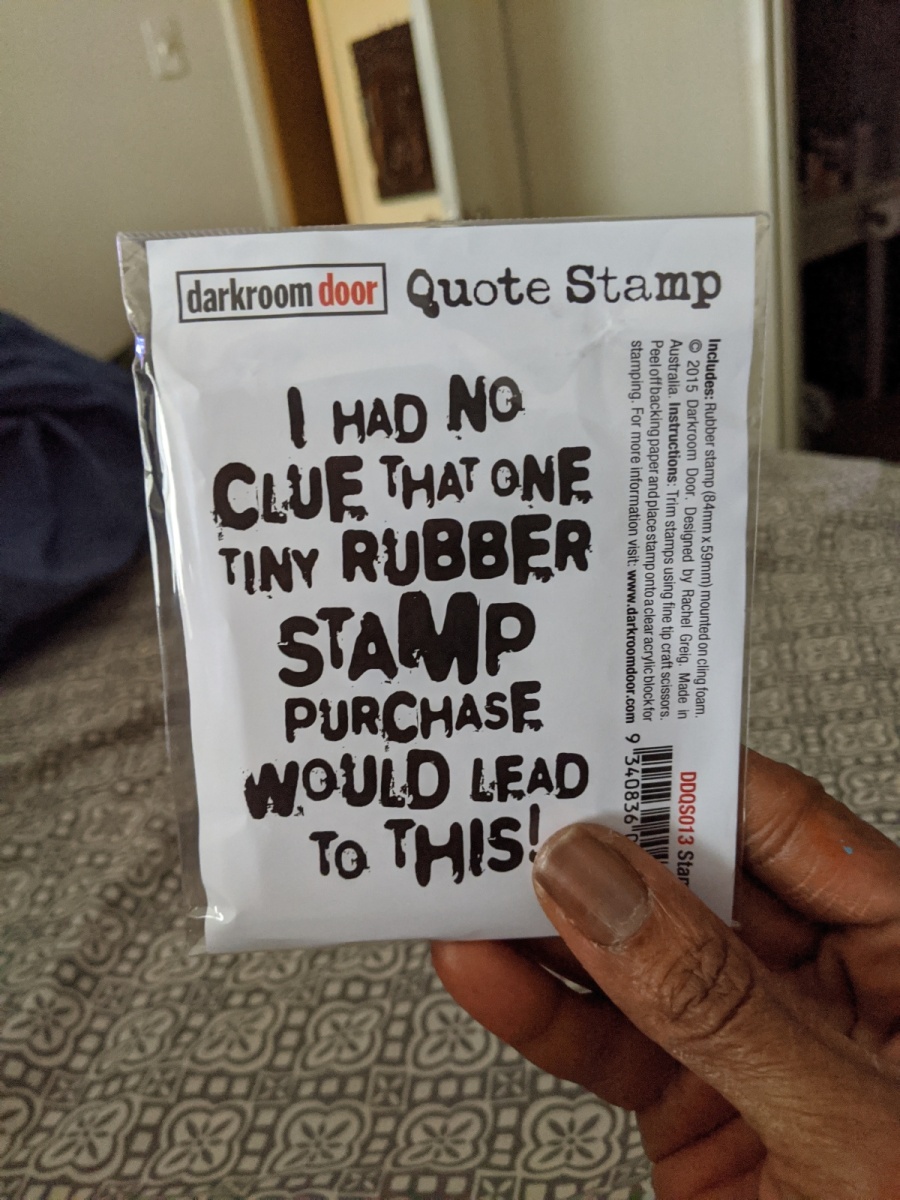 darkroom door Quote Stamp
I HAD NO
CLUE THAT ONE
TINY RUBBER
STAMP
PURCHASE
WOULD LEAD
TO THIS!
Includes: Rubber stamp (84mm x 59mm) mounted on cling foam.
© 2015 Darkroom Door. Designed by Rachel Greig. Made in
Australia. Instructions: Trim stamps using fine tip craft scissors.
Peel off backing paper and place stamp onto a clear acrylic block for
stamping. For more information visit: www.darkroomdoor.com
9 340836
DDQS013